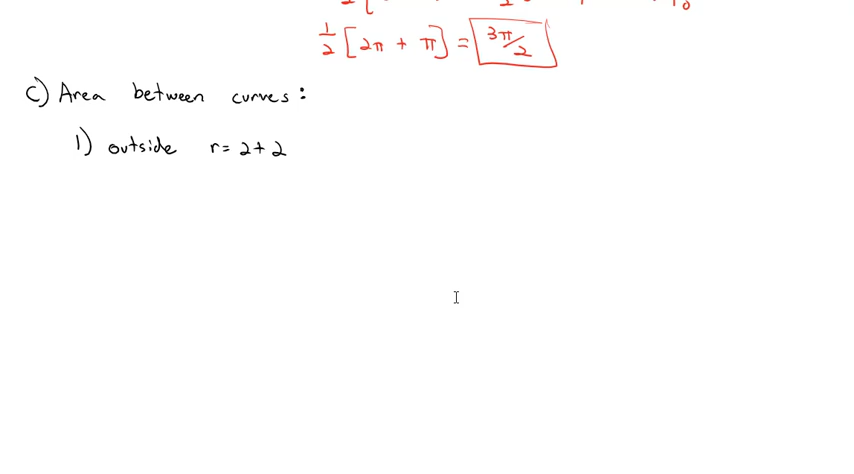 1/2 [2π + π] = 3π/2
c) Area between curves:
1) outside r = 2 + 2